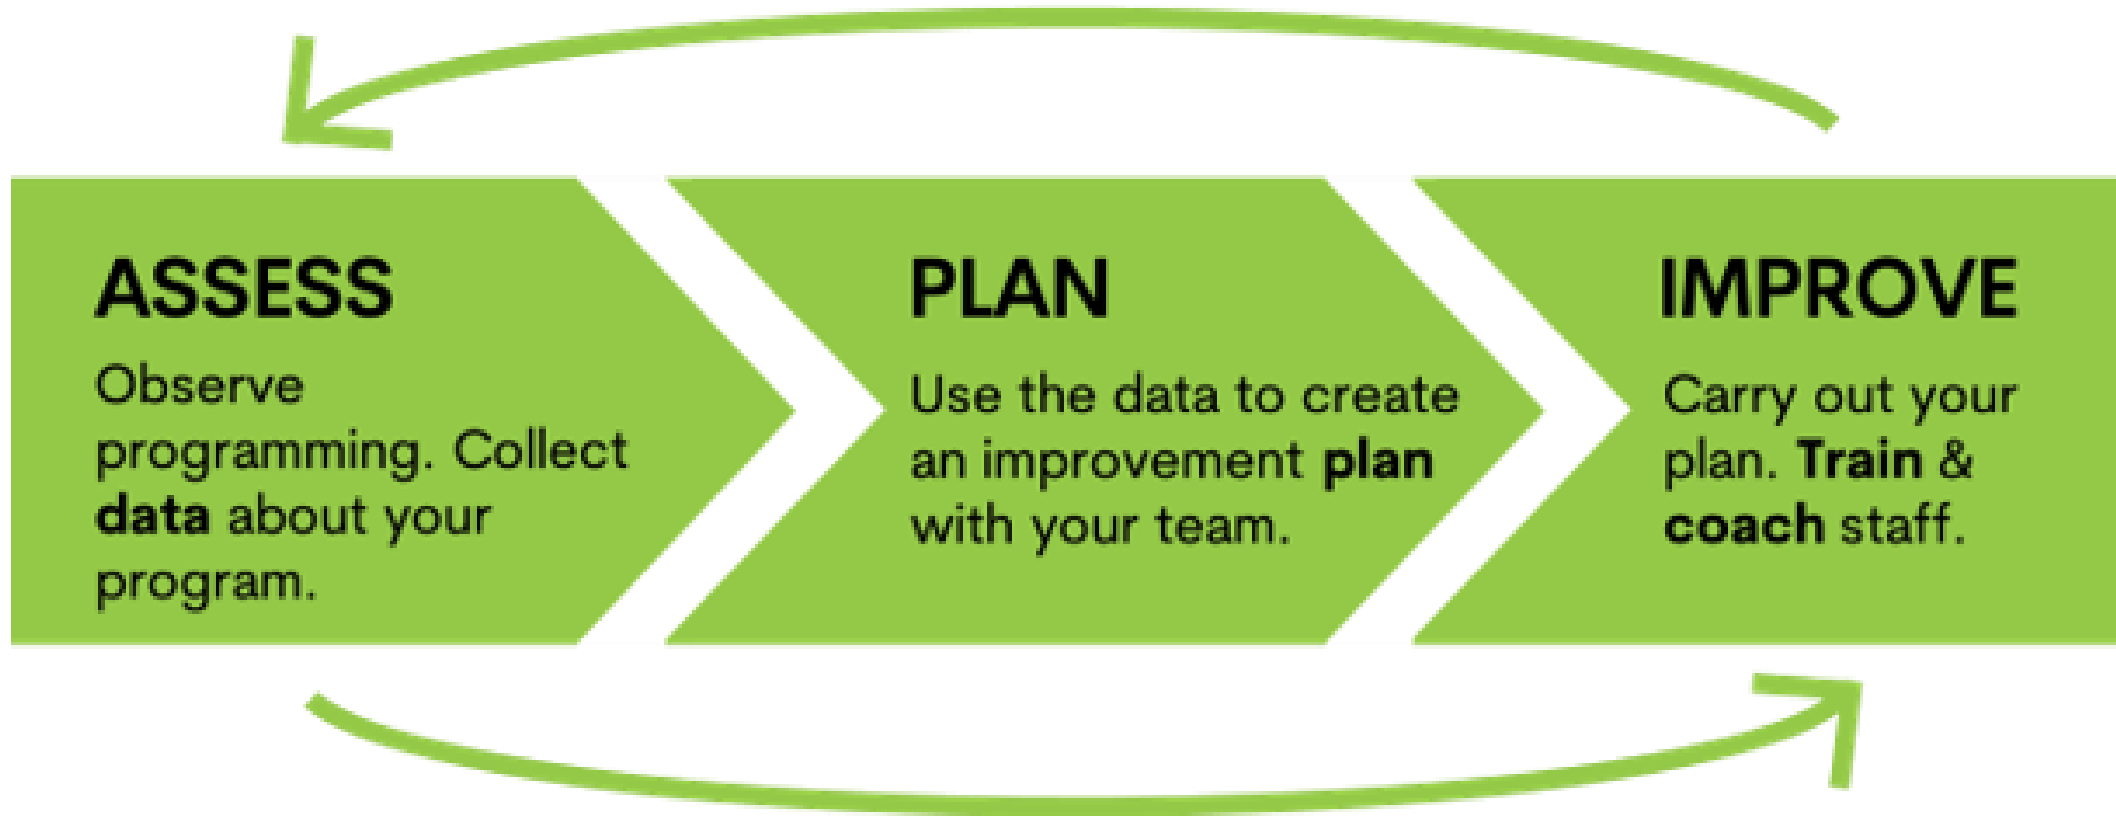 ASSESS
Observe
programming. Collect
data about your
program.
PLAN
Use the data to create
an improvement plan
with your team.
IMPROVE
Carry out your
plan. Train &
coach staff.